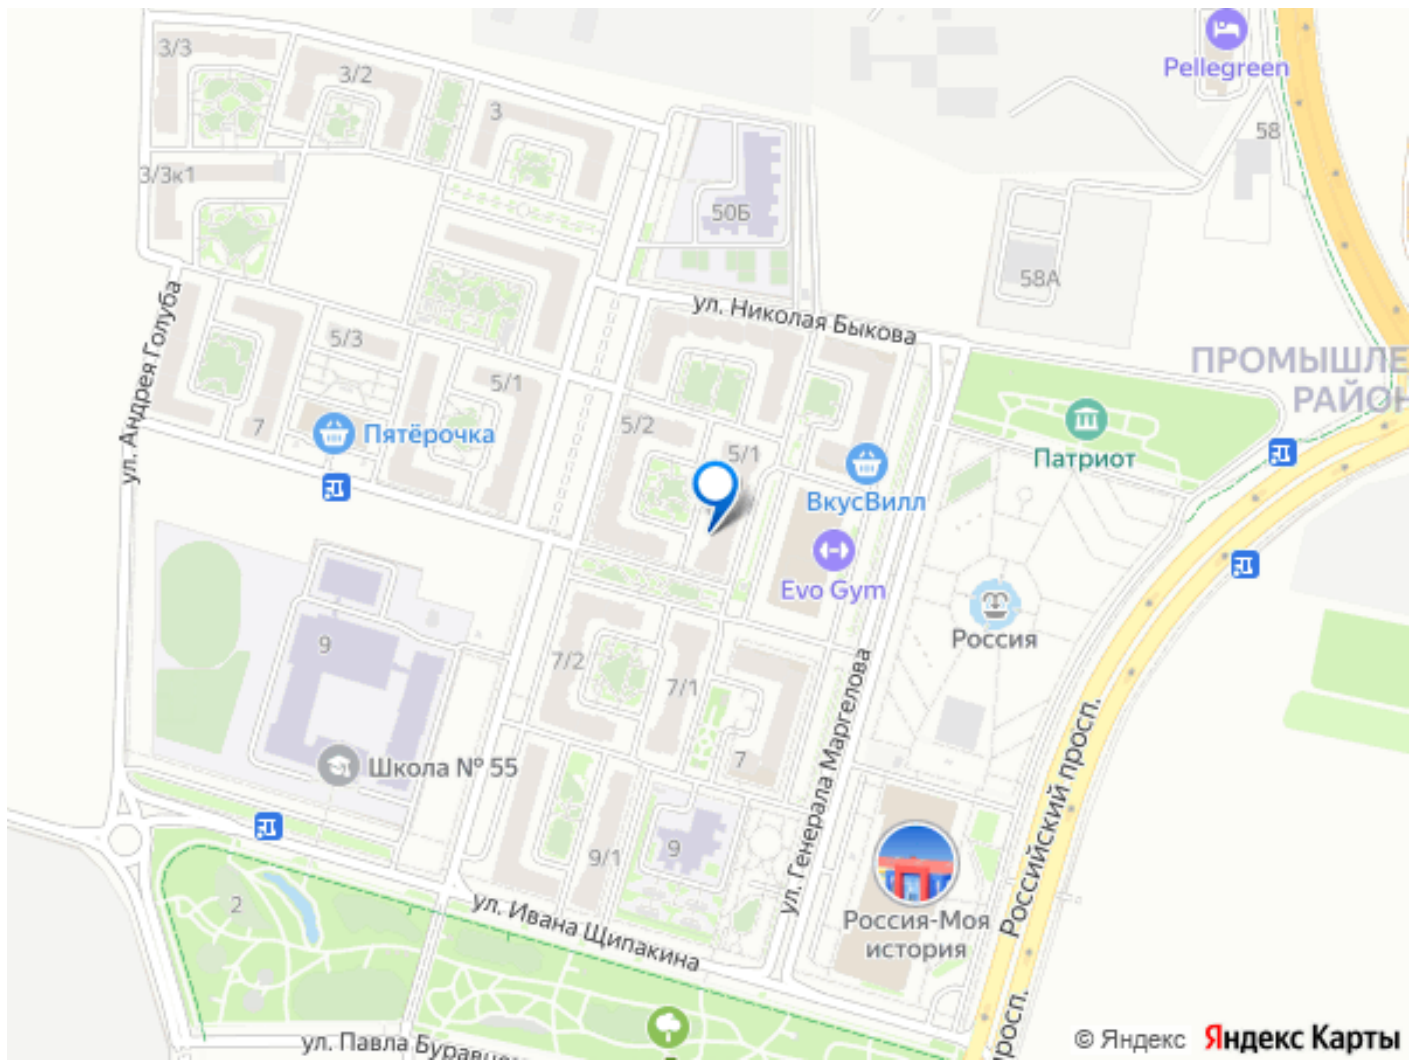 3/3
3/2
3
Pellegreen
58
3/3к1
50Б
58А
ул. Николая Быкова
ул. Андрея Голуба
5/3
5/1
ПРОМЫШЛЕ
РАЙОН
7
Пятёрочка
5/2
5/1
Патриот
ВкусВилл
Evo Gym
Россия
9
7/2
7/1
7
Школа № 55
ул. Генерала Маргелова
Российский просп.
9/1
9
2
ул. Ивана Щипакина
Россия-Моя
история
просп.
ул. Павла Буравцев
© Яндекс Яндекс Карты